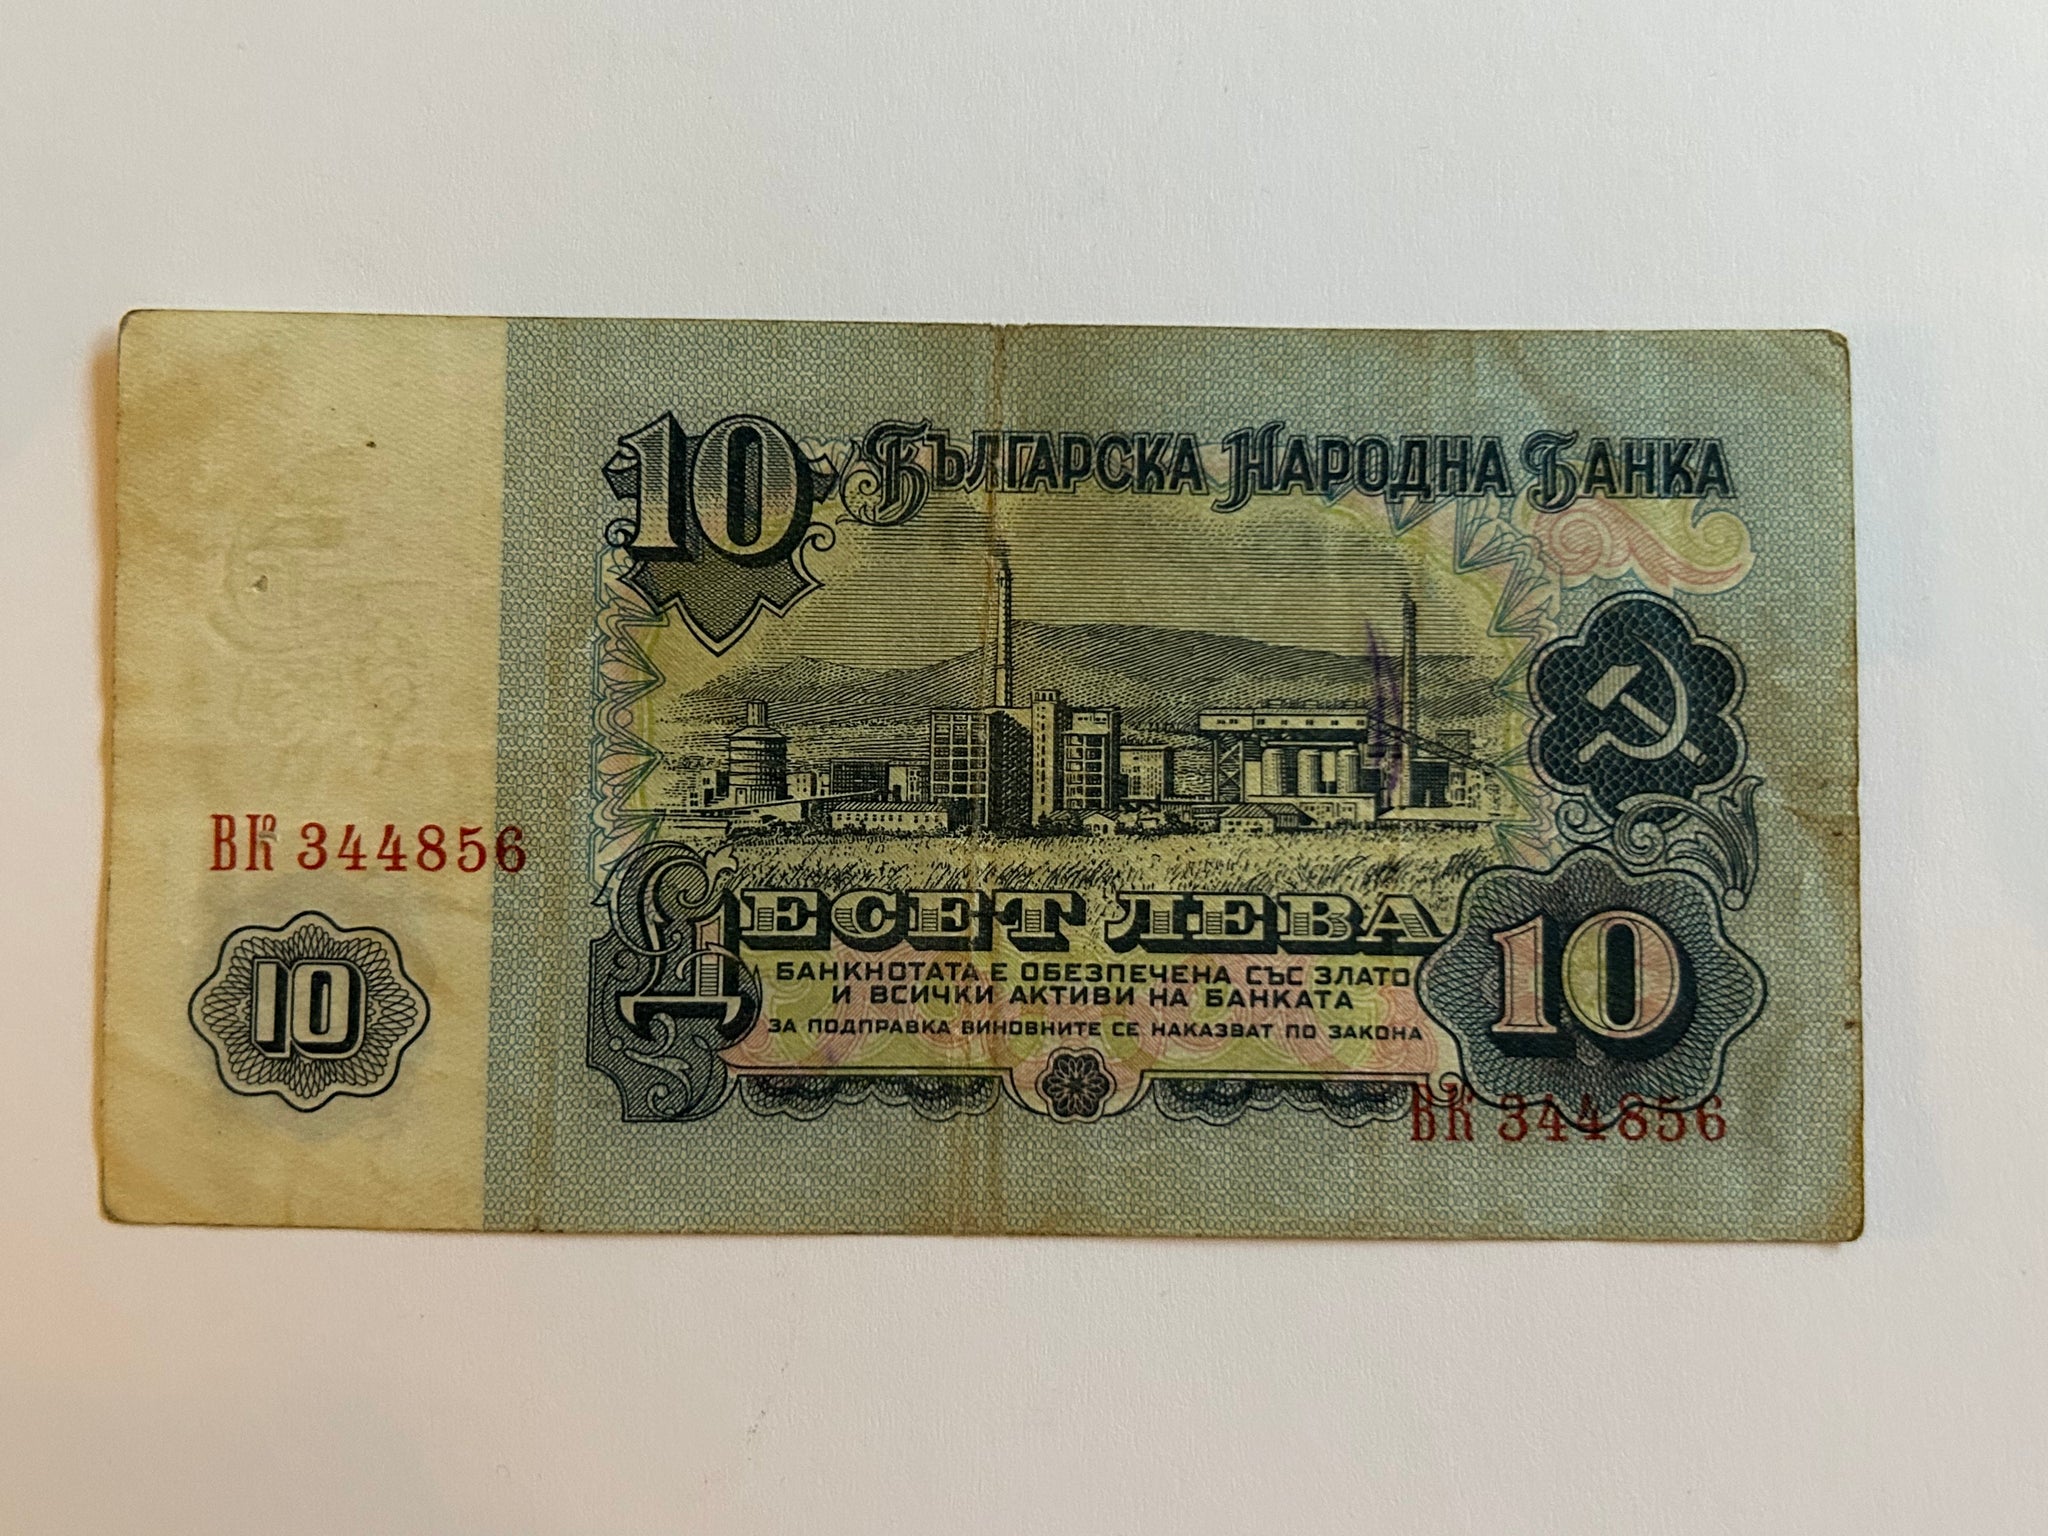 10
Българска Народна Банка
ВК 344856
10
Десет лева
10
БАНКНОТАТА Е ОБЕЗПЕЧЕНА СЪС ЗЛАТО
И ВСИЧКИ АКТИВИ НА БАНКАТА
ЗА ПОДПРАВКА ВИНОВНИТЕ СЕ НАКАЗВАТ ПО ЗАКОНА
ВК 344856